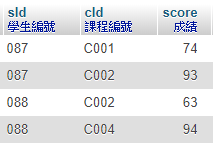 sId cId score
學生編號 課程編號 成績
087 C001 74
087 C002 93
088 C002 63
088 C004 94